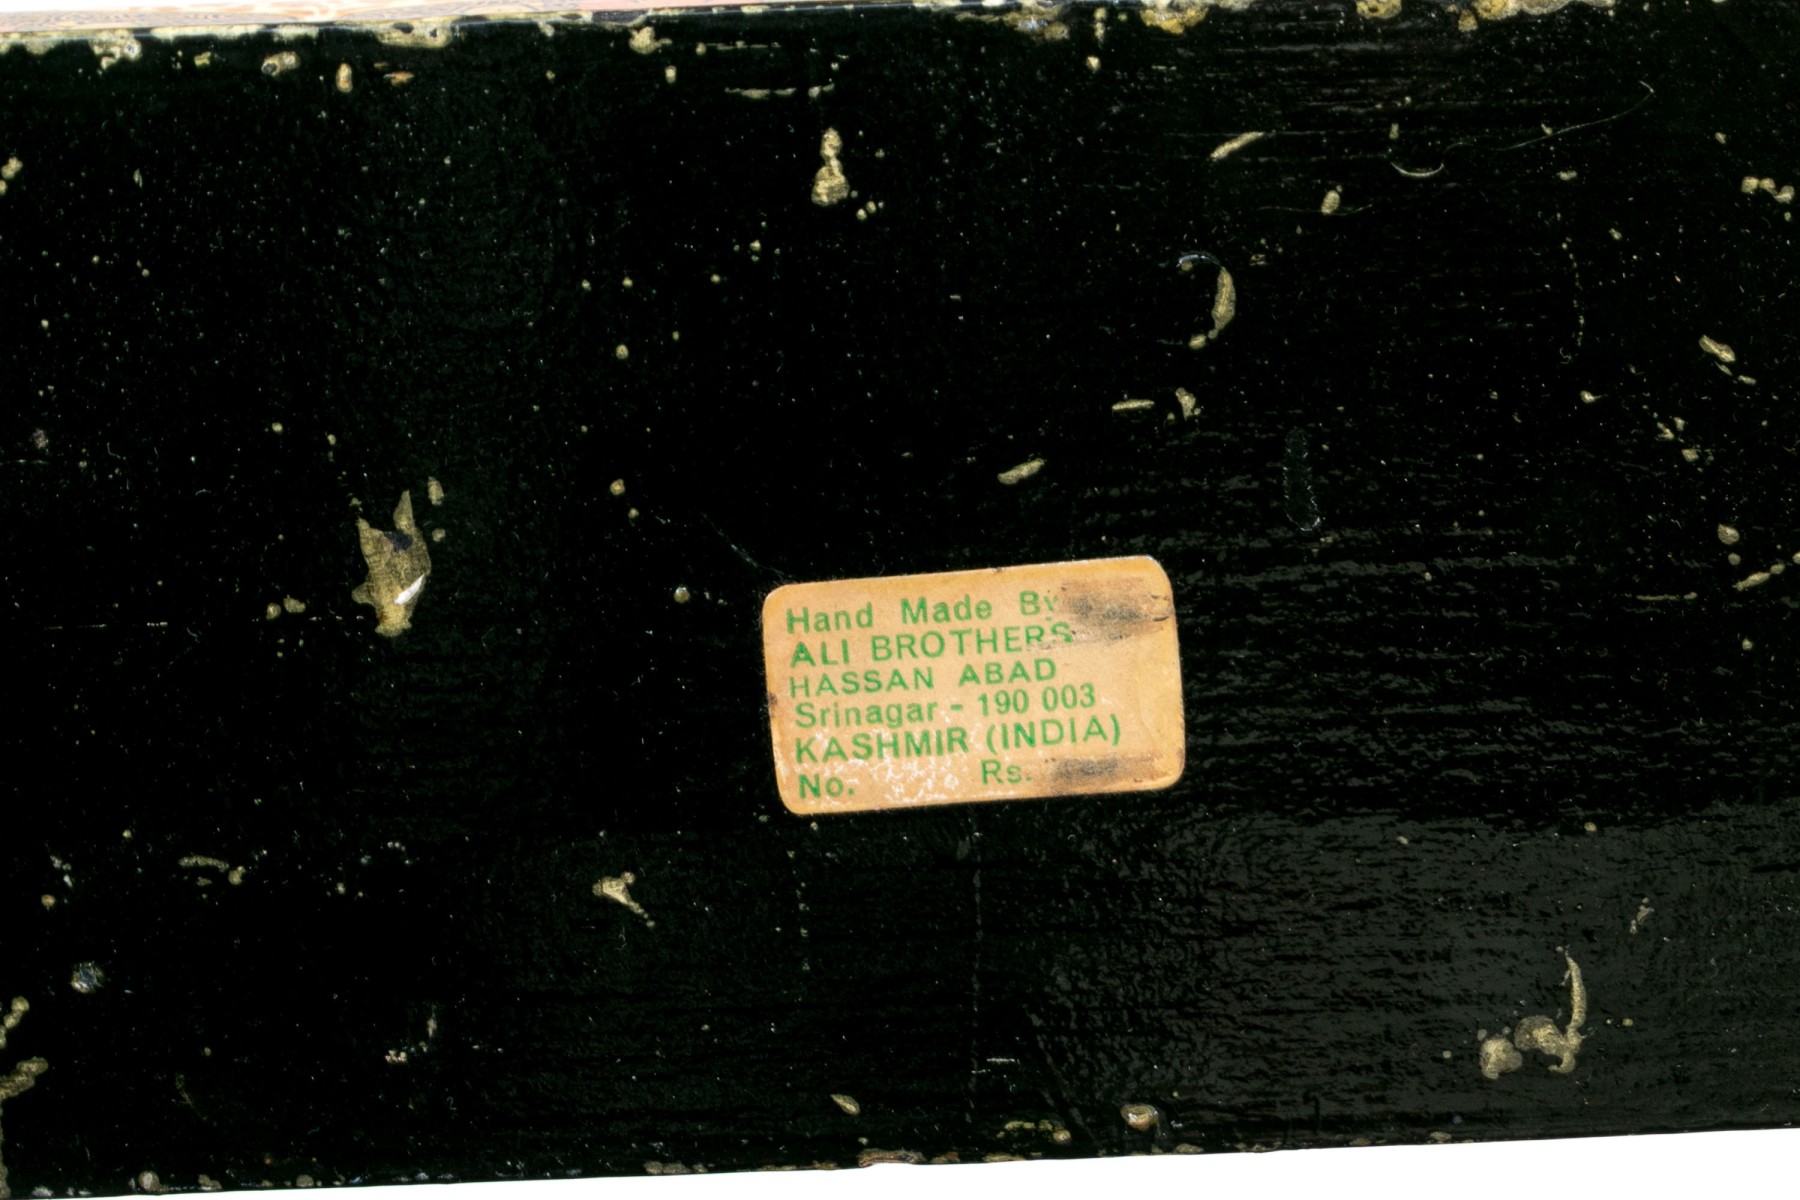 Hand Made By
ALI BROTHERS
HASSAN ABAD
Srinagar - 190 003
KASHMIR (INDIA)
No. Rs.